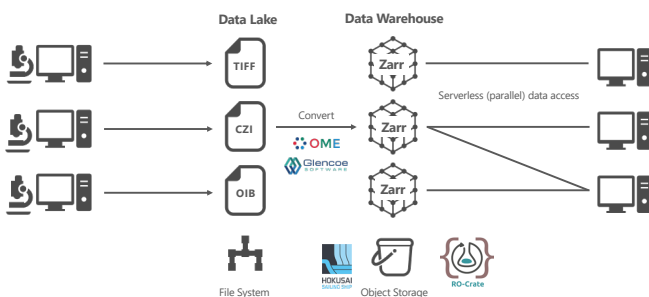 Data Lake
Data Warehouse
TIFF
Zarr
Serverless (parallel) data access
Convert
CZI
OME
Zarr
Glencoe
SOFTWARE
OIB
Zarr
HOKUSAI
SAILING SHIP
RO-Crate
File System
Object Storage